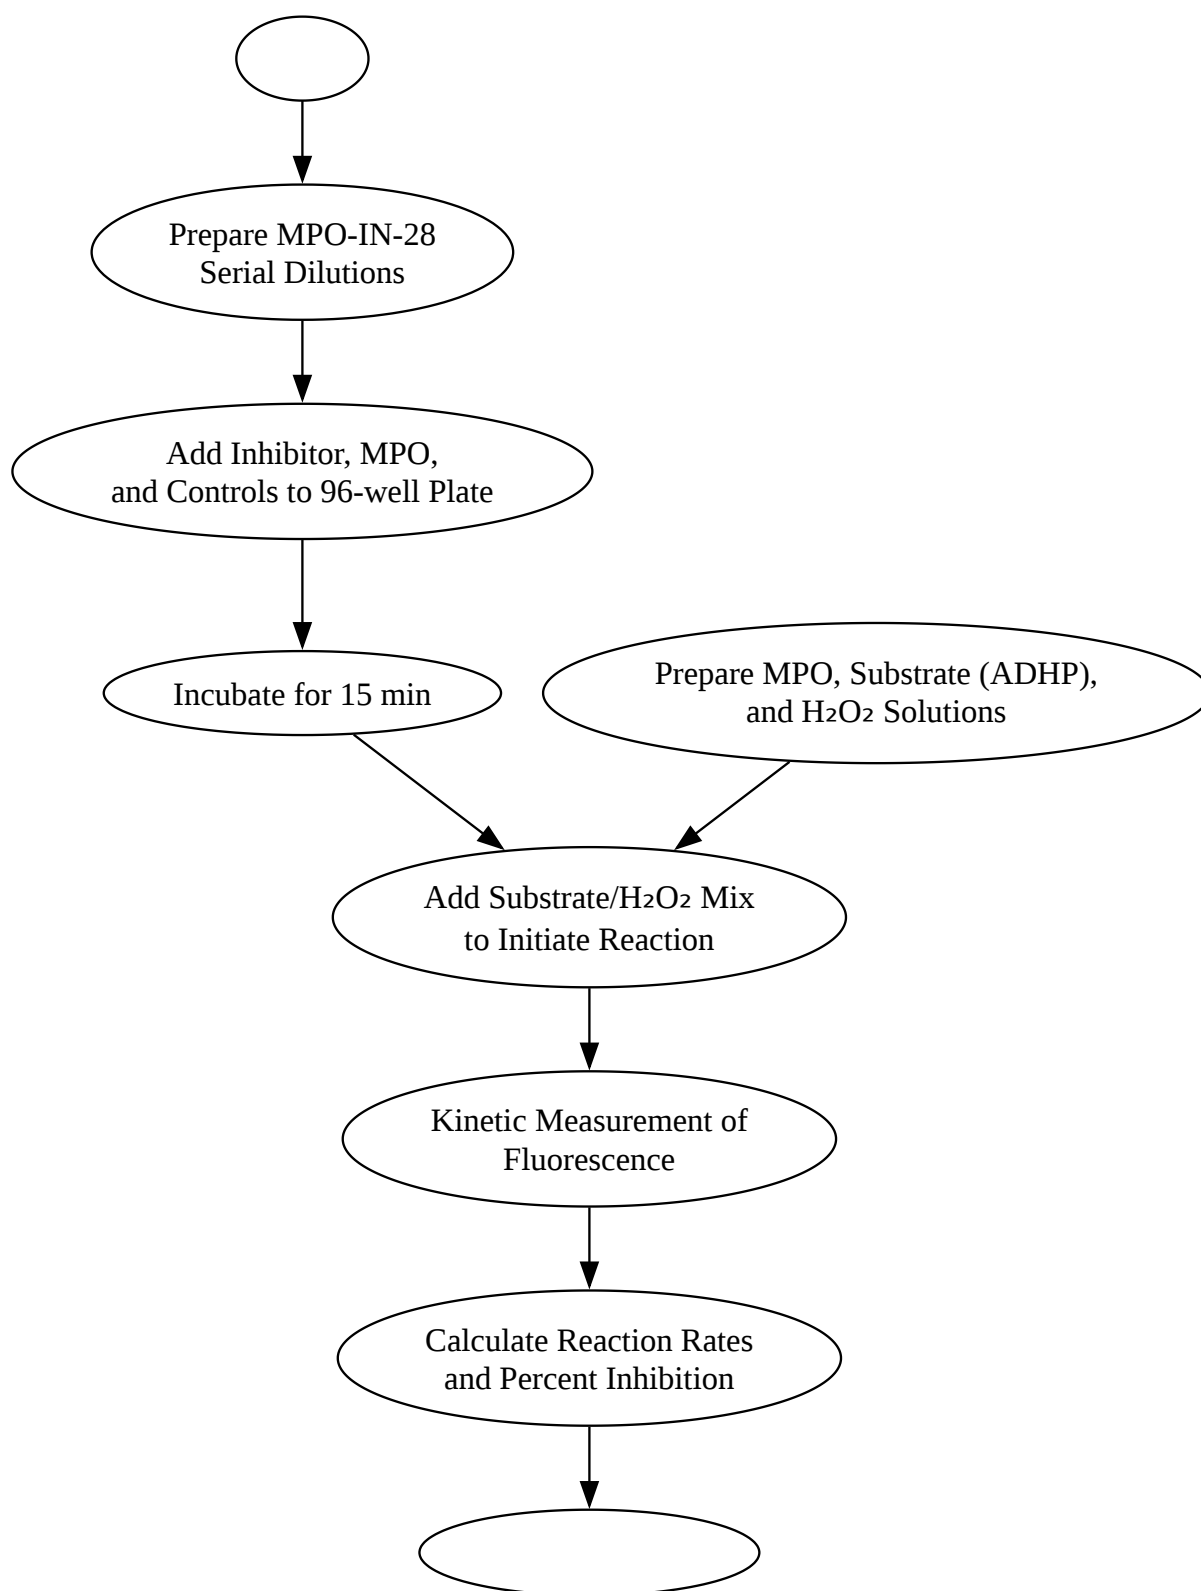 Prepare MPO-IN-28
Serial Dilutions
Add Inhibitor, MPO,
and Controls to 96-well Plate
Incubate for 15 min
Prepare MPO, Substrate (ADHP),
and H₂O₂ Solutions
Add Substrate/H₂O₂ Mix
to Initiate Reaction
Kinetic Measurement of
Fluorescence
Calculate Reaction Rates
and Percent Inhibition